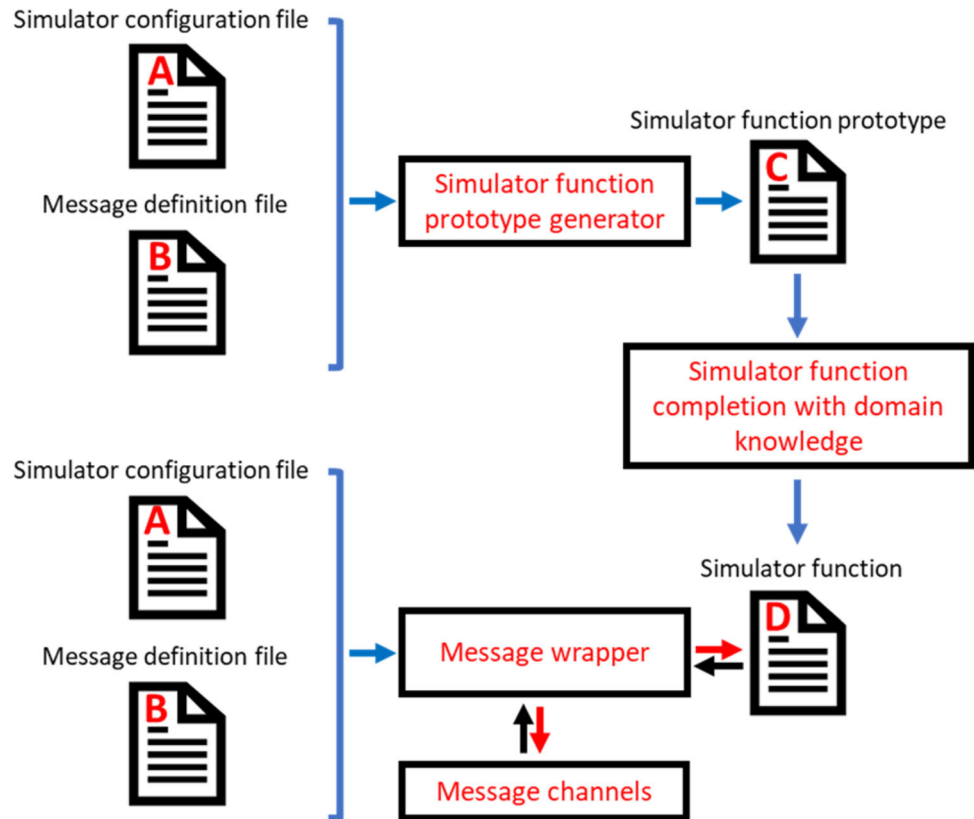 Simulator configuration file
A
Message definition file
B
Simulator function
prototype generator
Simulator function prototype
C
Simulator function
completion with domain
knowledge
Simulator configuration file
A
Message definition file
B
Message wrapper
Message channels
Simulator function
D